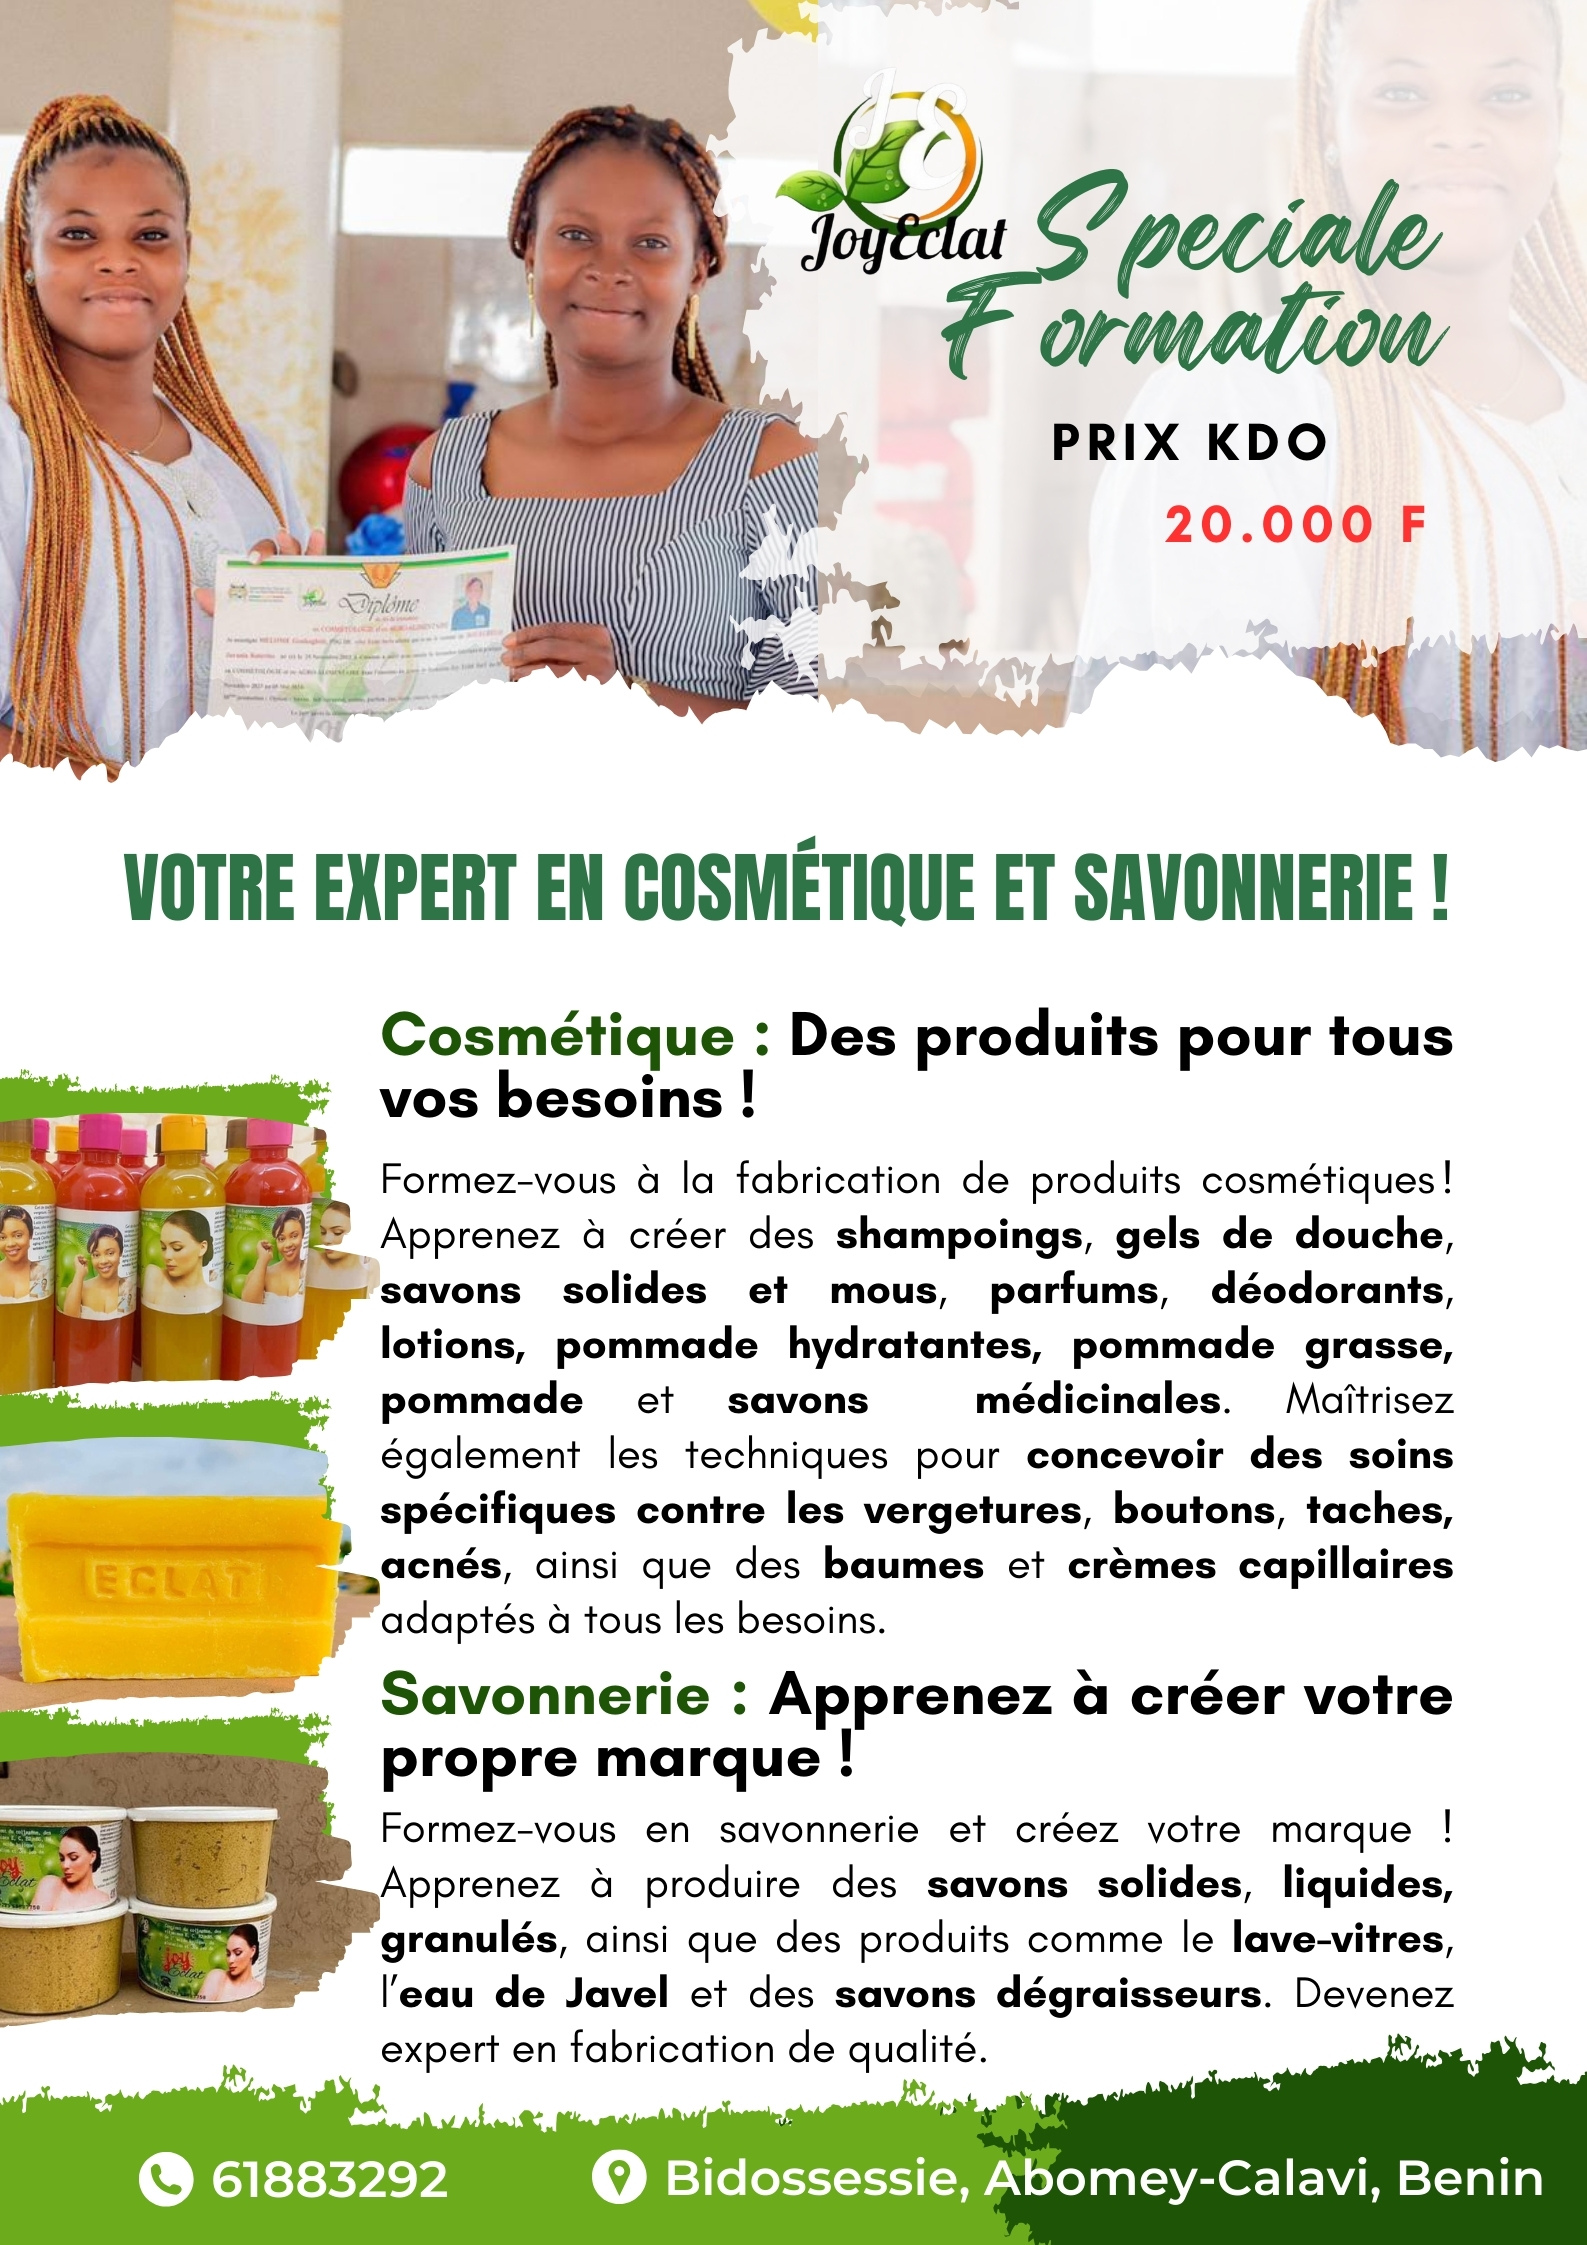 J E
JoyEclat
Speciale
Formation
PRIX KDO
20.000 F
Diplôme
VOTRE EXPERT EN COSMÉTIQUE ET SAVONNERIE !
Cosmétique : Des produits pour tous
vos besoins !
Formez-vous à la fabrication de produits cosmétiques!
Apprenez à créer des shampoings, gels de douche,
savons solides et mous, parfums, déodorants,
lotions, pommade hydratantes, pommade grasse,
pommade et savons médicinales. Maîtrisez
également les techniques pour concevoir des soins
spécifiques contre les vergetures, boutons, taches,
acnés, ainsi que des baumes et crèmes capillaires
adaptés à tous les besoins.
ECLAT
Savonnerie : Apprenez à créer votre
propre marque !
Formez-vous en savonnerie et créez votre marque !
Apprenez à produire des savons solides, liquides,
granulés, ainsi que des produits comme le lave-vitres,
l'eau de Javel et des savons dégraisseurs. Devenez
expert en fabrication de qualité.
joy
Eclat
61883292
Bidossessie, Abomey-Calavi, Benin